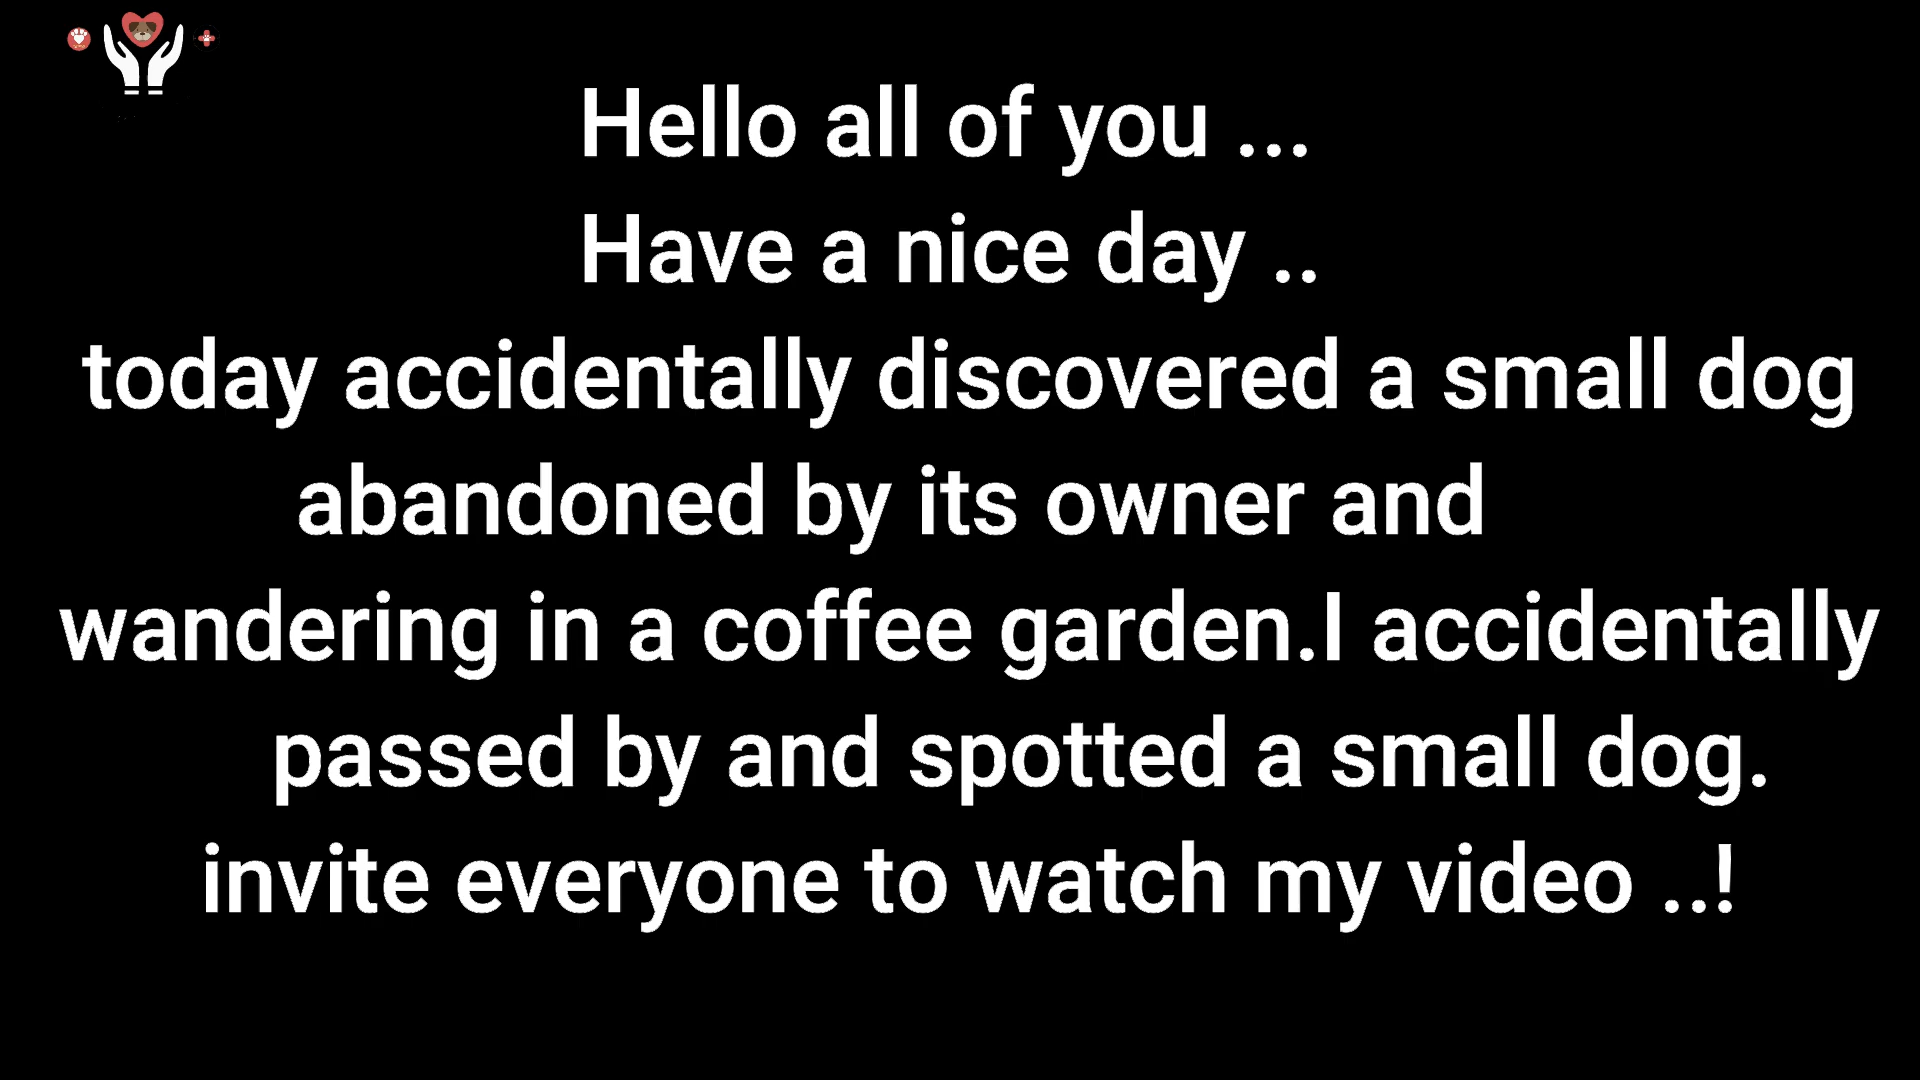 Hello all of you ...
Have a nice day ..
today accidentally discovered a small dog
abandoned by its owner and
wandering in a coffee garden.I accidentally
passed by and spotted a small dog.
invite everyone to watch my video ..!